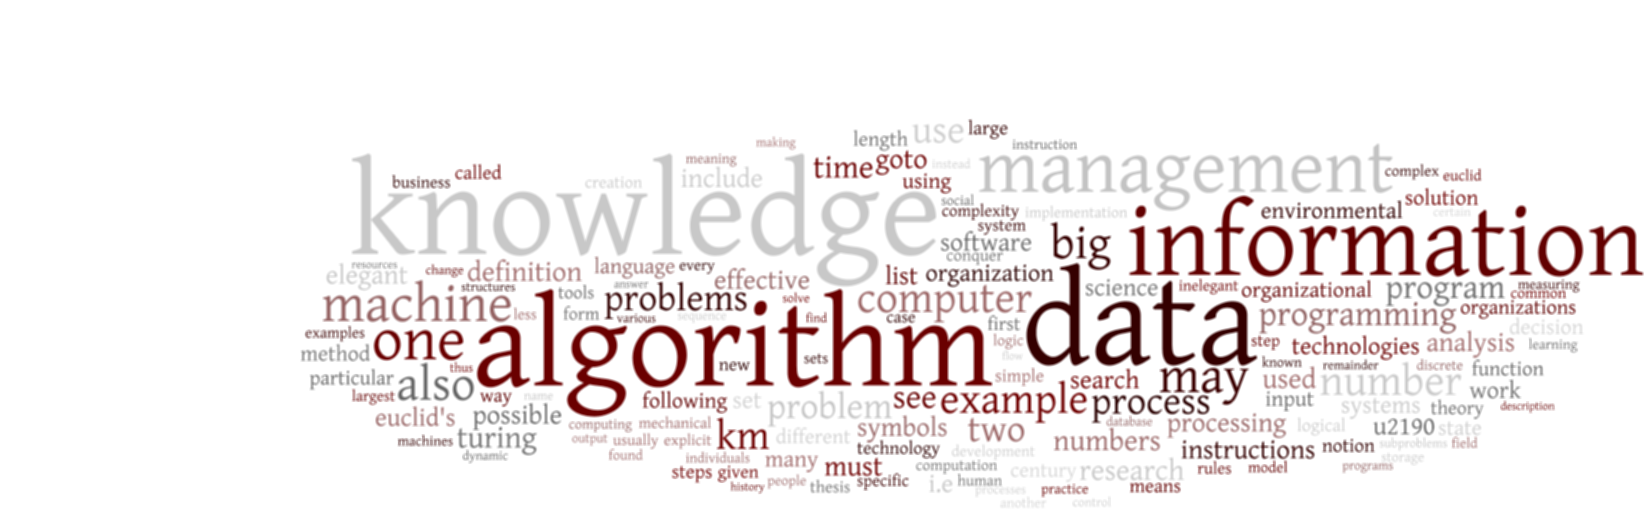 length use large
making instruction
meaning time goto instead management
business called creation include using complex euclid
knowledge social solution
complexity implementation environmental certain
system big information
software
conquer
resources elegant change definition language every effective list organization science inelegant organizational program measuring
structures answer common
machine less tools problems solve computer programming organizations
form various sequence find case first data decision
examples one algorithm logic step technologies analysis learning
method thus new sets flow known remainder discrete function
particular also simple search may used number work
largest way name following set problem see example process input systems theory description
euclid's possible computing mechanical symbols two database processing logical u2190 state
machines turing output usually explicit km different numbers instructions notion subproblems field
dynamic found individuals many technology development storage
steps given must computation century research rules model programs
history people thesis specific i.e human processes practice means
another control